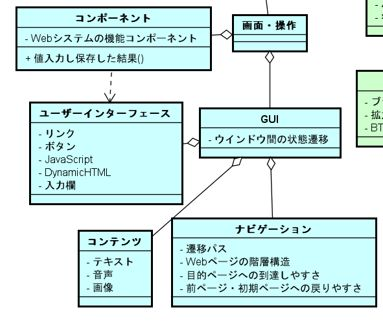 コンポーネント
- Webシステムの機能コンポーネント
+ 値入力し保存した結果()
画面・操作
ユーザーインターフェース
- リンク
- ボタン
- JavaScript
- DynamicHTML
- 入力欄
GUI
- ウインドウ間の状態遷移
コンテンツ
- テキスト
- 音声
- 画像
ナビゲーション
- 遷移パス
- Webページの階層構造
- 目的ページへの到達しやすさ
- 前ページ・初期ページへの戻りやすさ
- ブ
- 拡
- BT